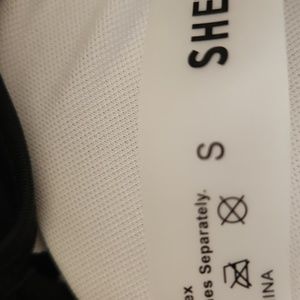 SHE
S
ex
es Separately.
INA